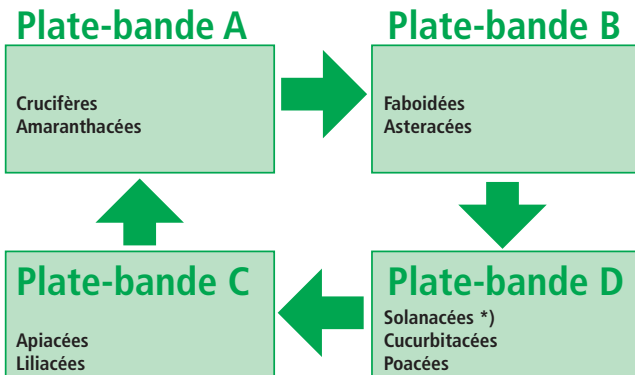 Plate-bande A
Crucifères
Amaranthacées
Plate-bande B
Faboidées
Asteracées
Plate-bande C
Apiacées
Liliacées
Plate-bande D
Solanacées *)
Cucurbitacées
Poacées